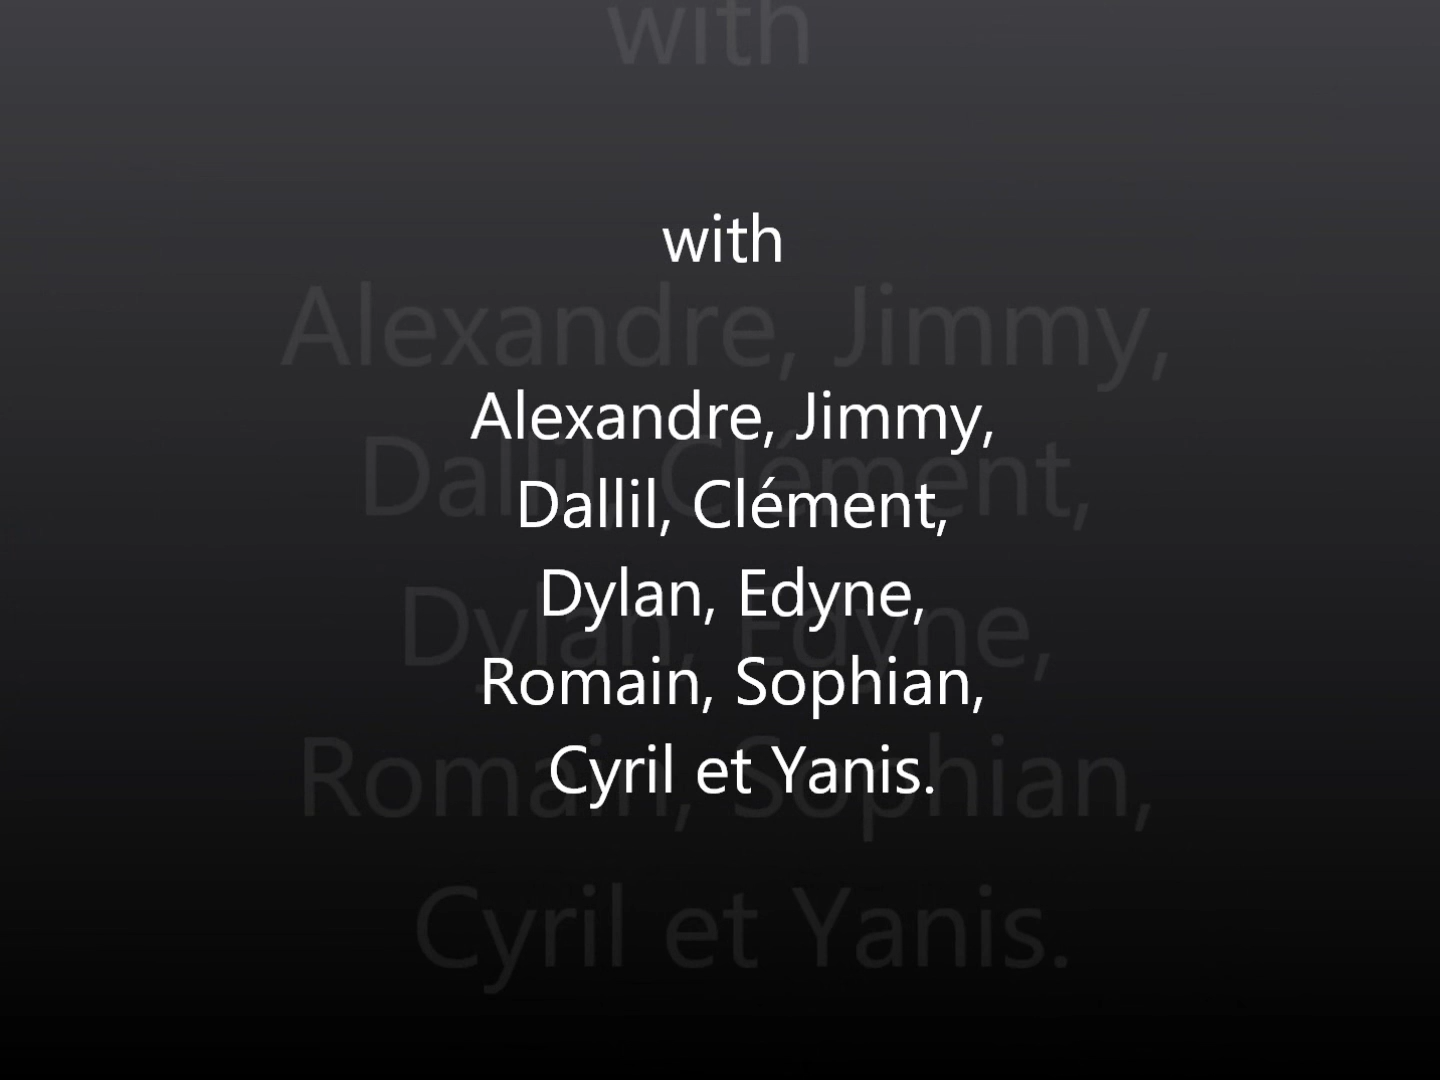 with
Alexandre, Jimmy,
Dallil, Clément,
Dylan, Edyne,
Romain, Sophian,
Cyril et Yanis.